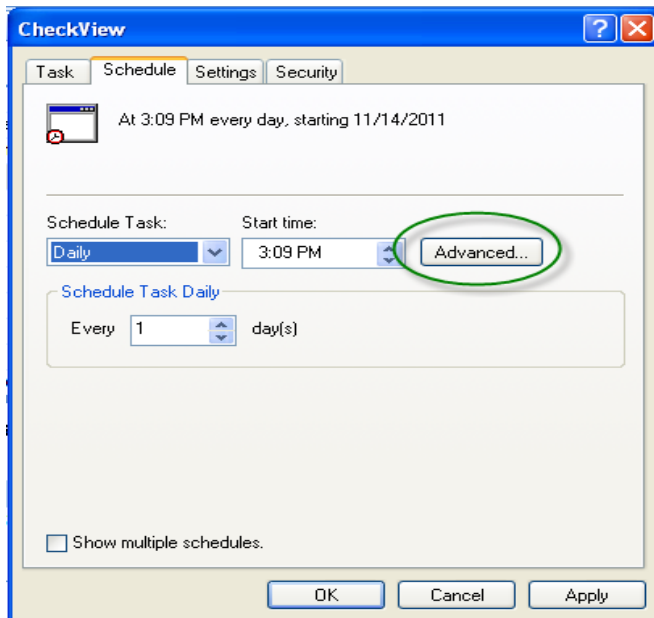 CheckView
Task Schedule Settings Security
At 3:09 PM every day, starting 11/14/2011
Schedule Task: Start time:
Daily 3:09 PM Advanced...
Schedule Task Daily
Every 1 day(s)
Show multiple schedules.
OK Cancel Apply